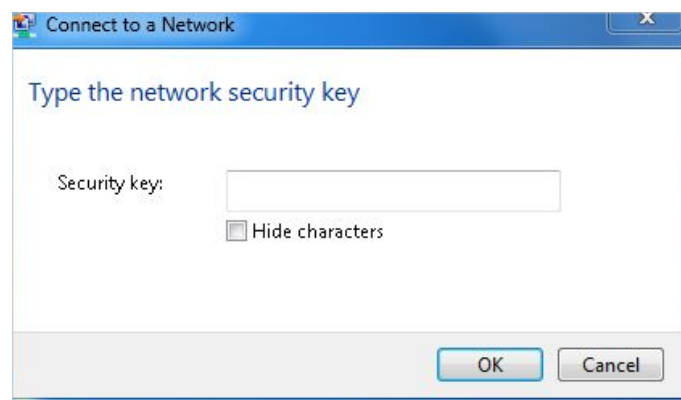 Connect to a Network
Type the network security key
Security key:
Hide characters
OK Cancel